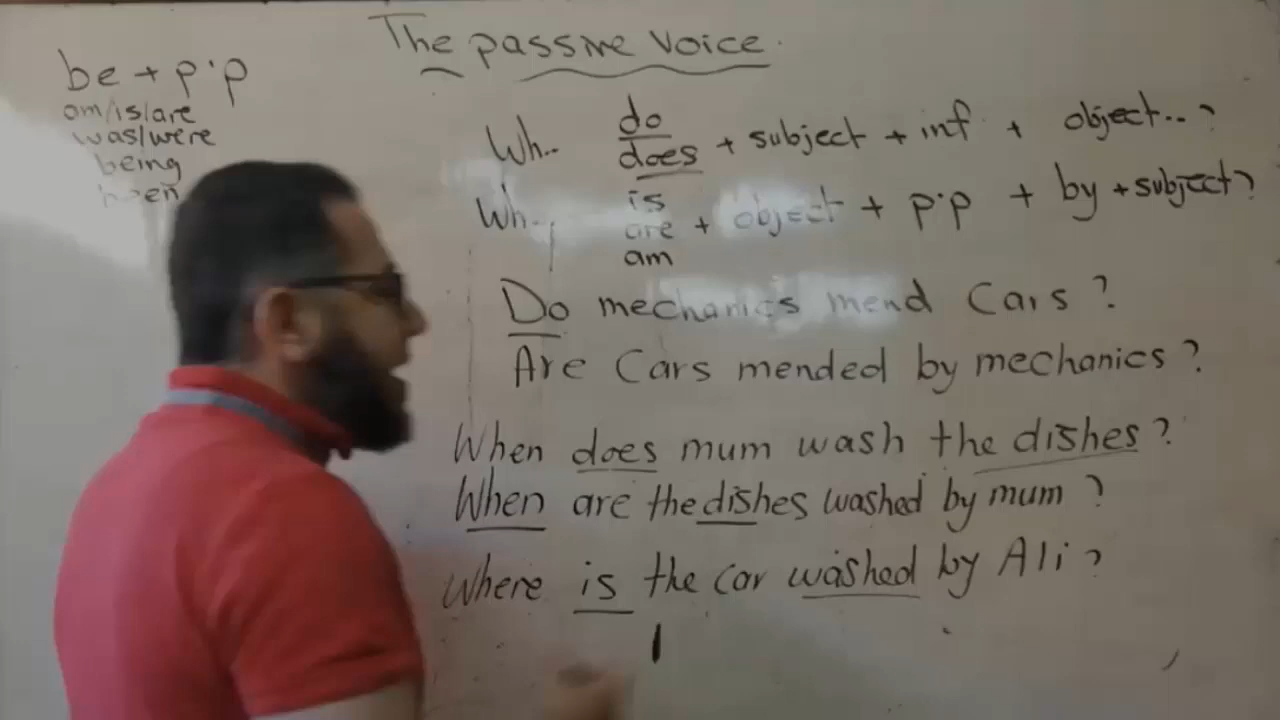 The passive Voice.
be + p.p
am/is/are
was/were
being
been
Wh.. do
does + subject + inf + object..?
Wh.. is
are + object + p.p + by + subject?
am
Do mechanics mend Cars ?
Are Cars mended by mechanics ?
When does mum wash the dishes ?
When are the dishes washed by mum ?
Where is the car washed by Ali ?